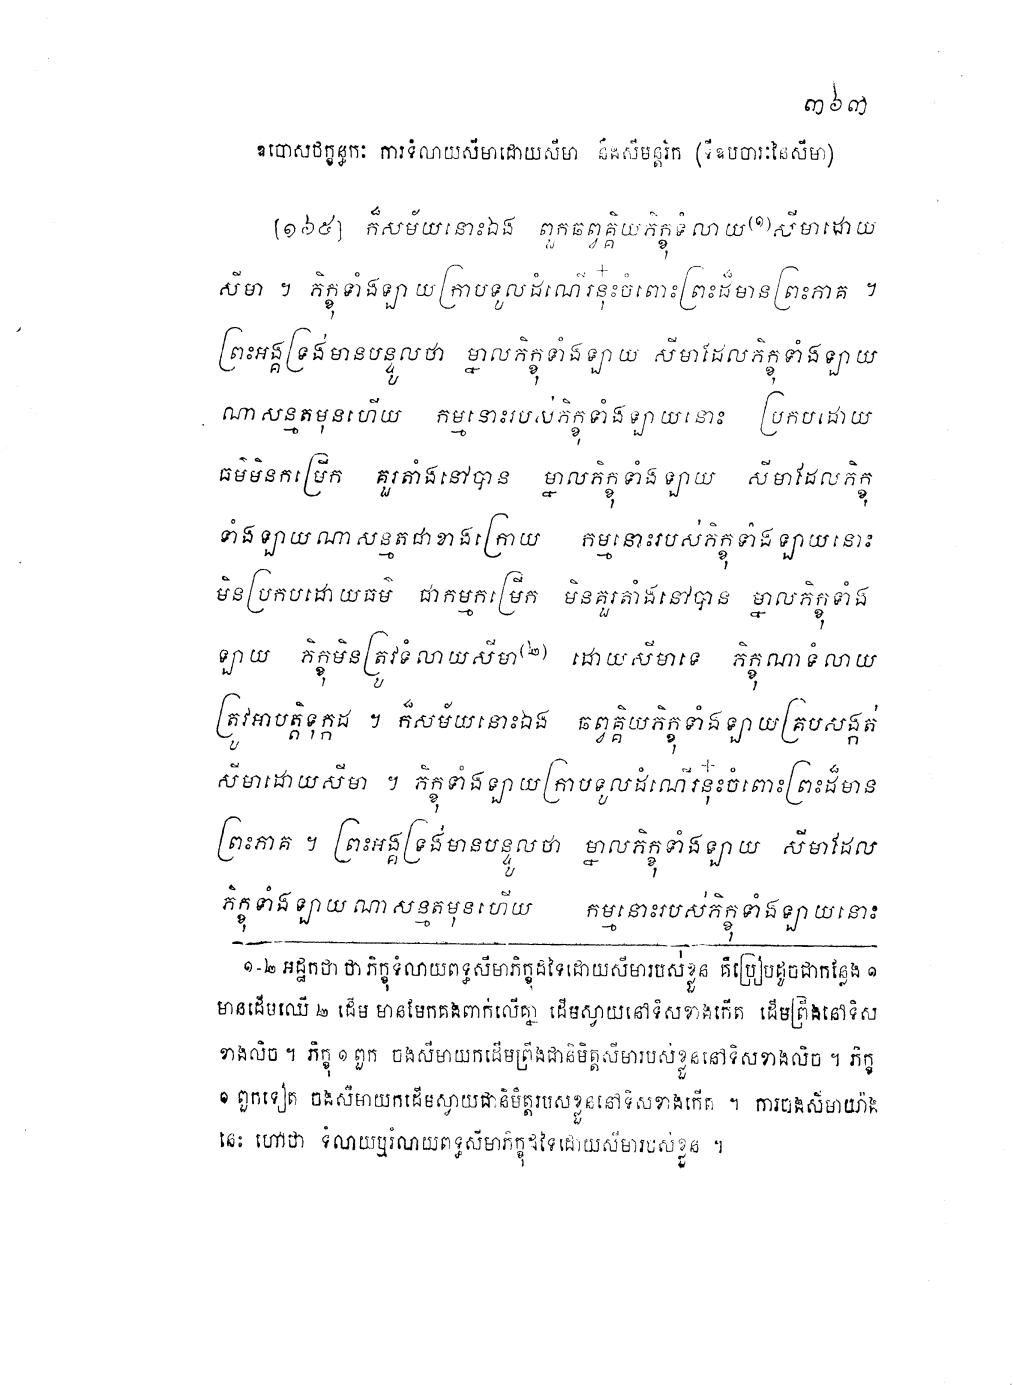 ៣៦៧
ឧបោសថក្ខន្ធកៈ ការទំលាយសីមាដោយសីមា និងសីមន្តរិក (ទីឧបចារៈនៃសីមា)
[១៦៥] ក៏សម័យនោះឯង ពួកឆព្វគ្គិយភិក្ខុទំលាយ(១)សីមាដោយ
សីមា ។ ភិក្ខុទាំងឡាយក្រាបទូលដំណើរនុ៎ះចំពោះព្រះដ៏មានព្រះភាគ ។
ព្រះអង្គទ្រង់មានបន្ទូលថា ម្នាលភិក្ខុទាំងឡាយ សីមាដែលភិក្ខុទាំងឡាយ
ណាសន្មតមុនហើយ កម្មនោះរបស់ភិក្ខុទាំងឡាយនោះ ប្រកបដោយ
ធម៌មិនកម្រើក គួរតាំងនៅបាន ម្នាលភិក្ខុទាំងឡាយ សីមាដែលភិក្ខុ
ទាំងឡាយណាសន្មតជាខាងក្រោយ កម្មនោះរបស់ភិក្ខុទាំងឡាយនោះ
មិនប្រកបដោយធម៌ ជាកម្មកម្រើក មិនគួរតាំងនៅបាន ម្នាលភិក្ខុទាំង
ឡាយ ភិក្ខុមិនត្រូវទំលាយសីមា(២) ដោយសីមាទេ ភិក្ខុណាទំលាយ
ត្រូវអាបត្តិទុក្កដ ។ ក៏សម័យនោះឯង ឆព្វគ្គិយភិក្ខុទាំងឡាយគ្របសង្កត់
សីមាដោយសីមា ។ ភិក្ខុទាំងឡាយក្រាបទូលដំណើរនុ៎ះចំពោះព្រះដ៏មាន
ព្រះភាគ ។ ព្រះអង្គទ្រង់មានបន្ទូលថា ម្នាលភិក្ខុទាំងឡាយ សីមាដែល
ភិក្ខុទាំងឡាយណាសន្មតមុនហើយ កម្មនោះរបស់ភិក្ខុទាំងឡាយនោះ
១-២ អដ្ឋកថា ថា ភិក្ខុទំលាយពទ្ធសីមាភិក្ខុដទៃដោយសីមារបស់ខ្លួន គឺប្រៀបដូចជាកន្លែង ១
មានដើមឈើ ២ ដើម មានមែកគងពាក់លើគ្នា ដើមស្វាយនៅទិសខាងកើត ដើមព្រីងនៅទិស
ខាងលិច ។ ភិក្ខុ ១ ពួក ចងសីមាយកដើមព្រីងជានិមិត្តសីមារបស់ខ្លួននៅទិសខាងលិច ។ ភិក្ខុ
១ ពួកទៀត ចងសីមាយកដើមស្វាយជានិមិត្តរបសខ្លួននៅទិសខាងកើត ។ ការចងសីមាយ៉ាង
នេះ ហៅថា ទំលាយឬរំលាយពទ្ធសីមាភិក្ខុដទៃដោយសីមារបស់ខ្លួន ។